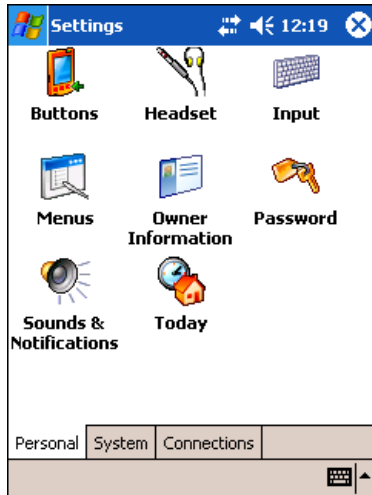 Settings 12:19
Buttons Headset Input
Menus Owner Information Password
Sounds & Notifications Today
Personal System Connections